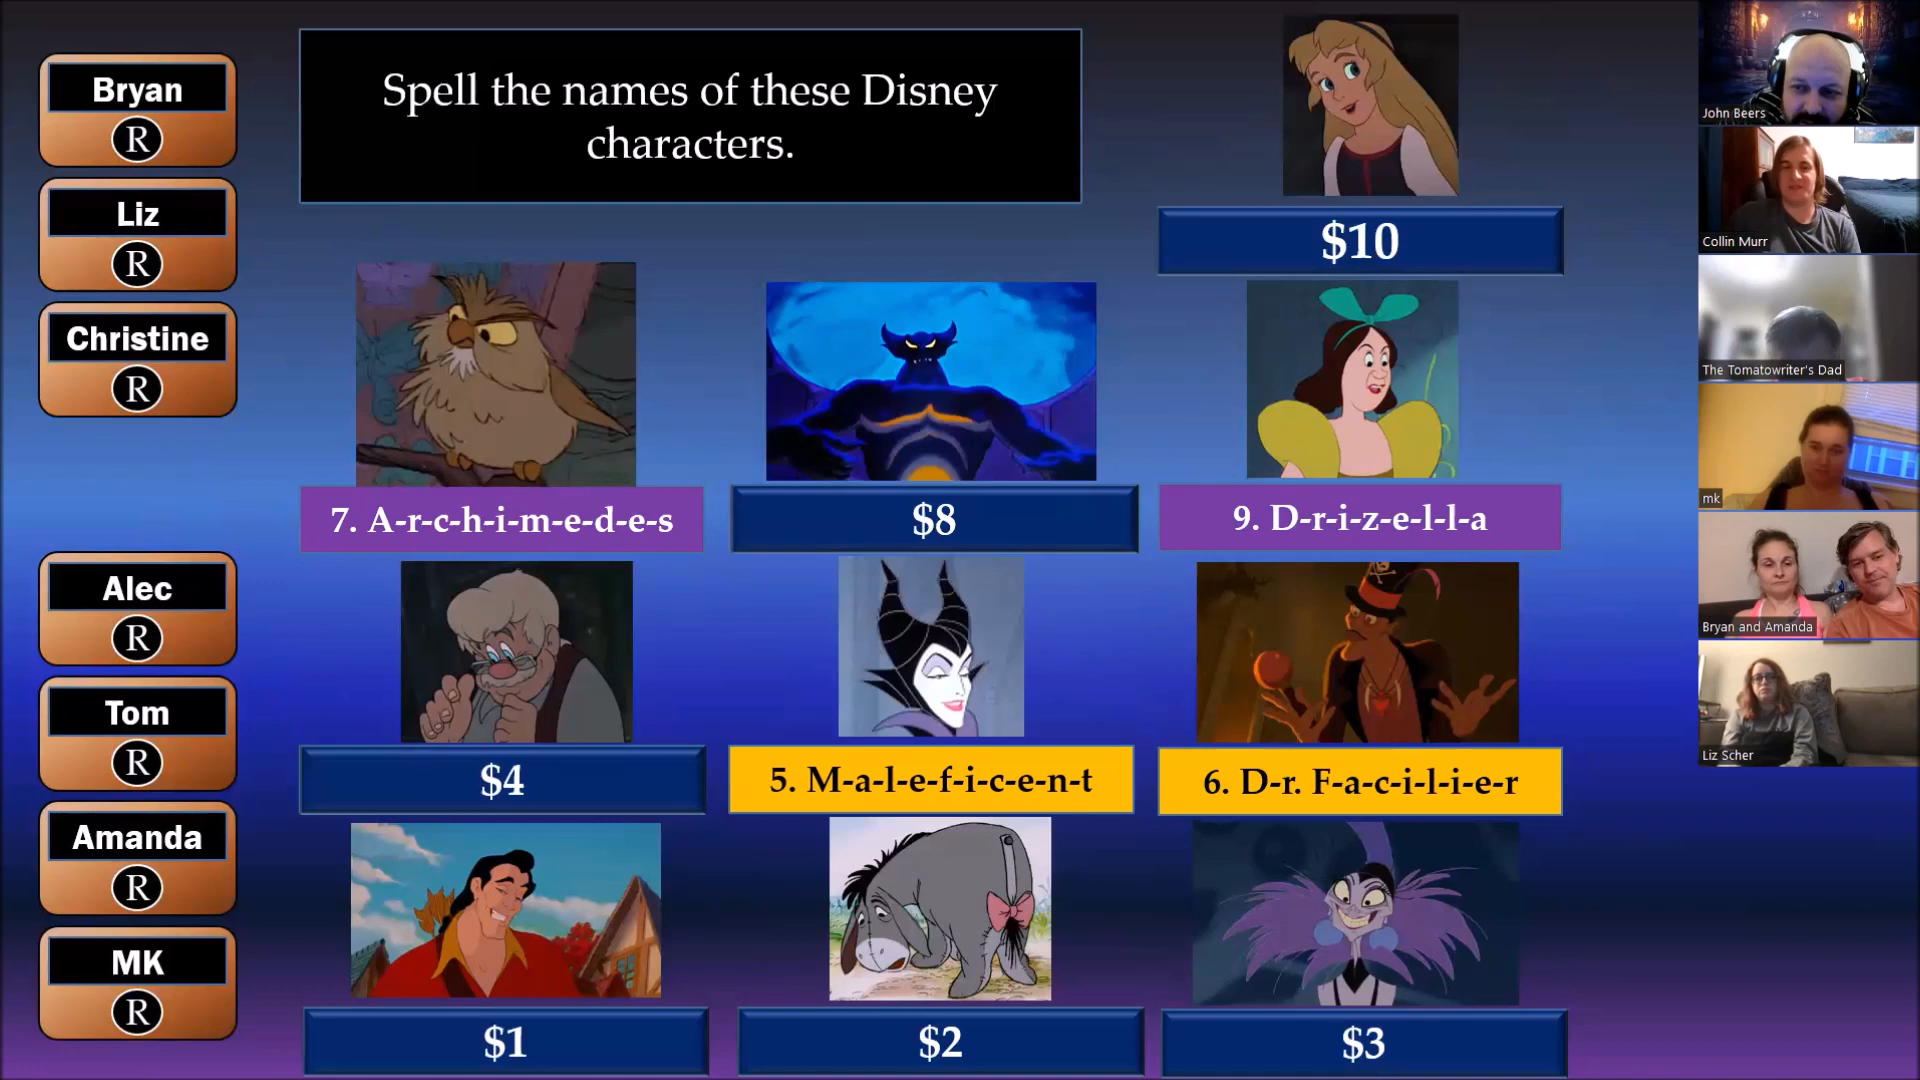 Bryan
R
Liz
R
Christine
R
Alec
R
Tom
R
Amanda
R
MK
R
Spell the names of these Disney
characters.
$10
7. A-r-c-h-i-m-e-d-e-s
$8
9. D-r-i-z-e-l-l-a
$4
5. M-a-l-e-f-i-c-e-n-t
6. D-r. F-a-c-i-l-i-e-r
$1
$2
$3
John Beers
Collin Murr
The Tomatowriter's Dad
mk
Bryan and Amanda
Liz Scher